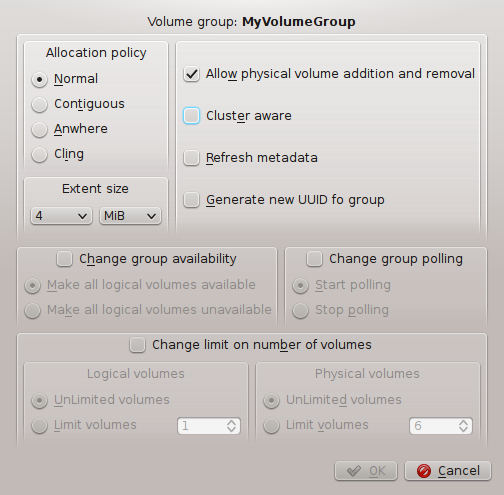 Volume group: MyVolumeGroup
Allocation policy
Normal
Contiguous
Anwhere
Cling
Extent size
4 MiB
Allow physical volume addition and removal
Cluster aware
Refresh metadata
Generate new UUID fo group
Change group availability
Make all logical volumes available
Make all logical volumes unavailable
Change group polling
Start polling
Stop polling
Change limit on number of volumes
Logical volumes
UnLimited volumes
Limit volumes 1
Physical volumes
UnLimited volumes
Limit volumes 6
OK Cancel